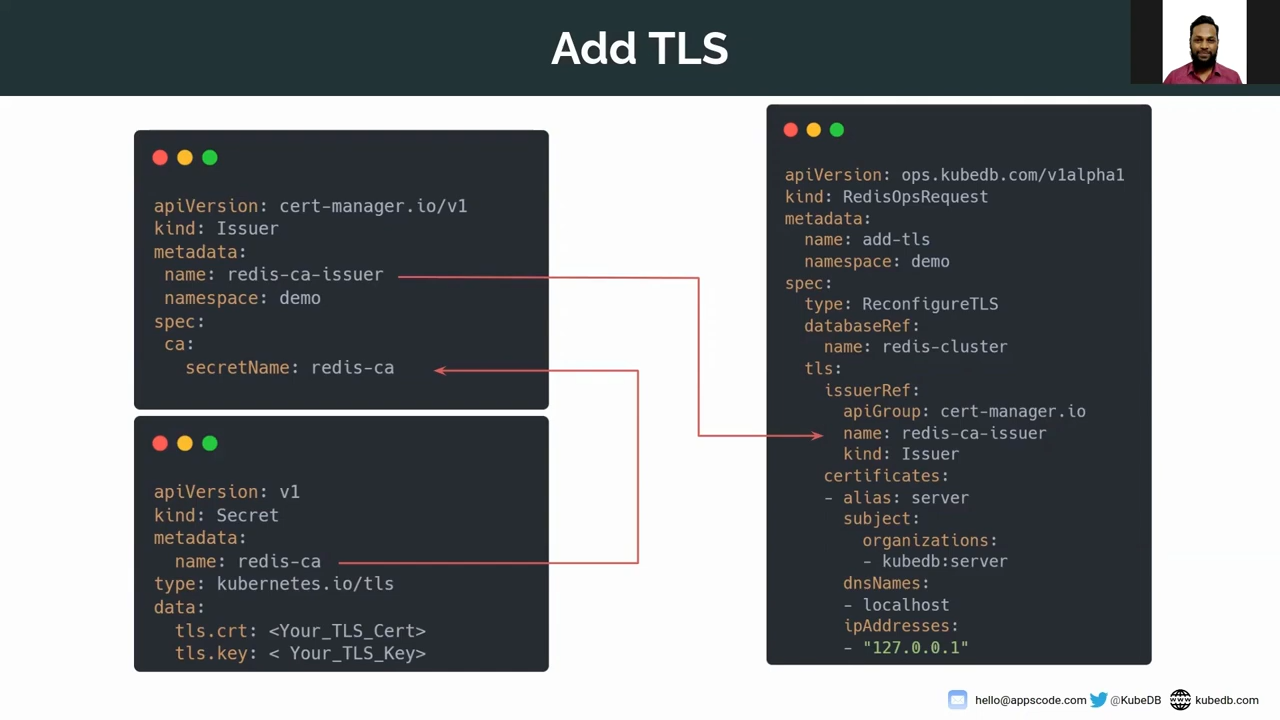 Add TLS
apiVersion: cert-manager.io/v1
kind: Issuer
metadata:
name: redis-ca-issuer
namespace: demo
spec:
ca:
secretName: redis-ca
apiVersion: v1
kind: Secret
metadata:
name: redis-ca
type: kubernetes.io/tls
data:
tls.crt: <Your_TLS_Cert>
tls.key: < Your_TLS_Key>
apiVersion: ops.kubedb.com/v1alpha1
kind: RedisOpsRequest
metadata:
name: add-tls
namespace: demo
spec:
type: ReconfigureTLS
databaseRef:
name: redis-cluster
tls:
issuerRef:
apiGroup: cert-manager.io
name: redis-ca-issuer
kind: Issuer
certificates:
- alias: server
subject:
organizations:
- kubedb:server
dnsNames:
- localhost
ipAddresses:
- "127.0.0.1"
hello@appscode.com @KubeDB kubedb.com